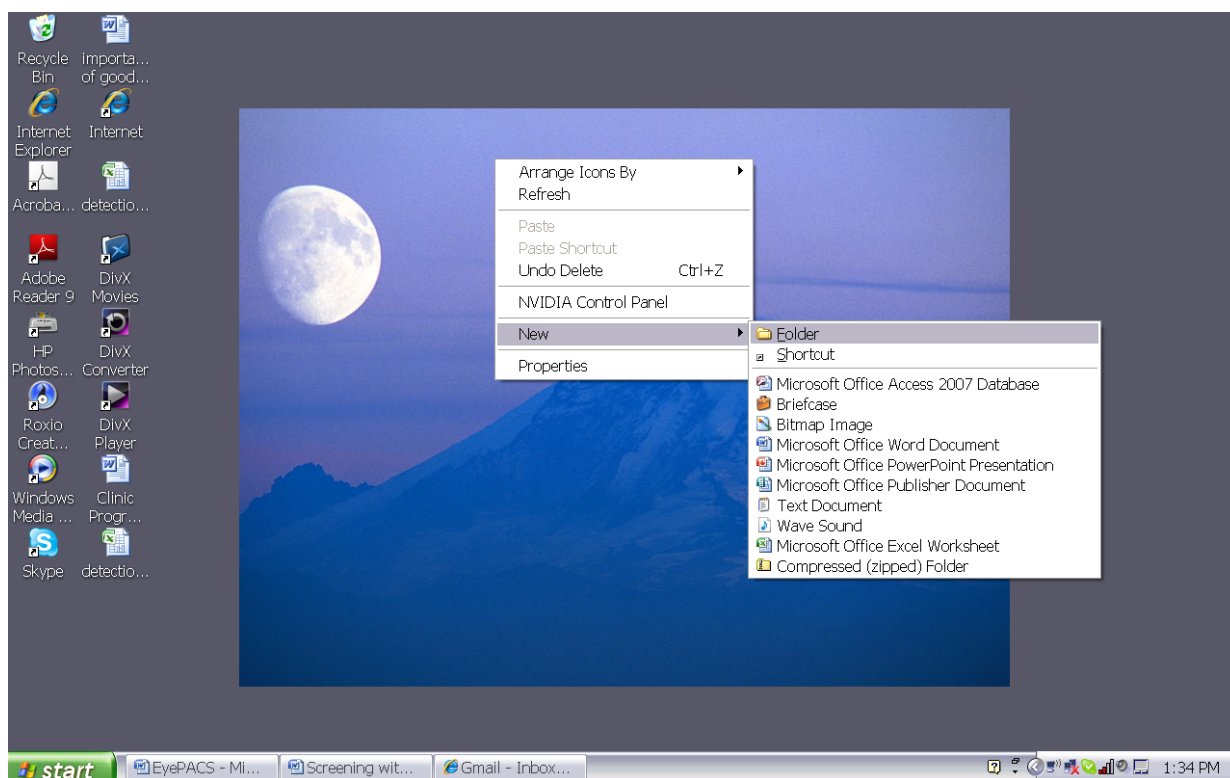 Recycle Bin
importa... of good...
Internet Explorer
Internet
Acroba...
detectio...
Adobe Reader 9
DivX Movies
HP Photos...
DivX Converter
Roxio Creat...
DivX Player
Windows Media ...
Clinic Progr...
Skype
detectio...
Arrange Icons By
Refresh
Paste
Paste Shortcut
Undo Delete Ctrl+Z
NVIDIA Control Panel
New
Properties
Folder
Shortcut
Microsoft Office Access 2007 Database
Briefcase
Bitmap Image
Microsoft Office Word Document
Microsoft Office PowerPoint Presentation
Microsoft Office Publisher Document
Text Document
Wave Sound
Microsoft Office Excel Worksheet
Compressed (zipped) Folder
start
EyePACS - Mi...
Screening wit...
Gmail - Inbox...
1:34 PM